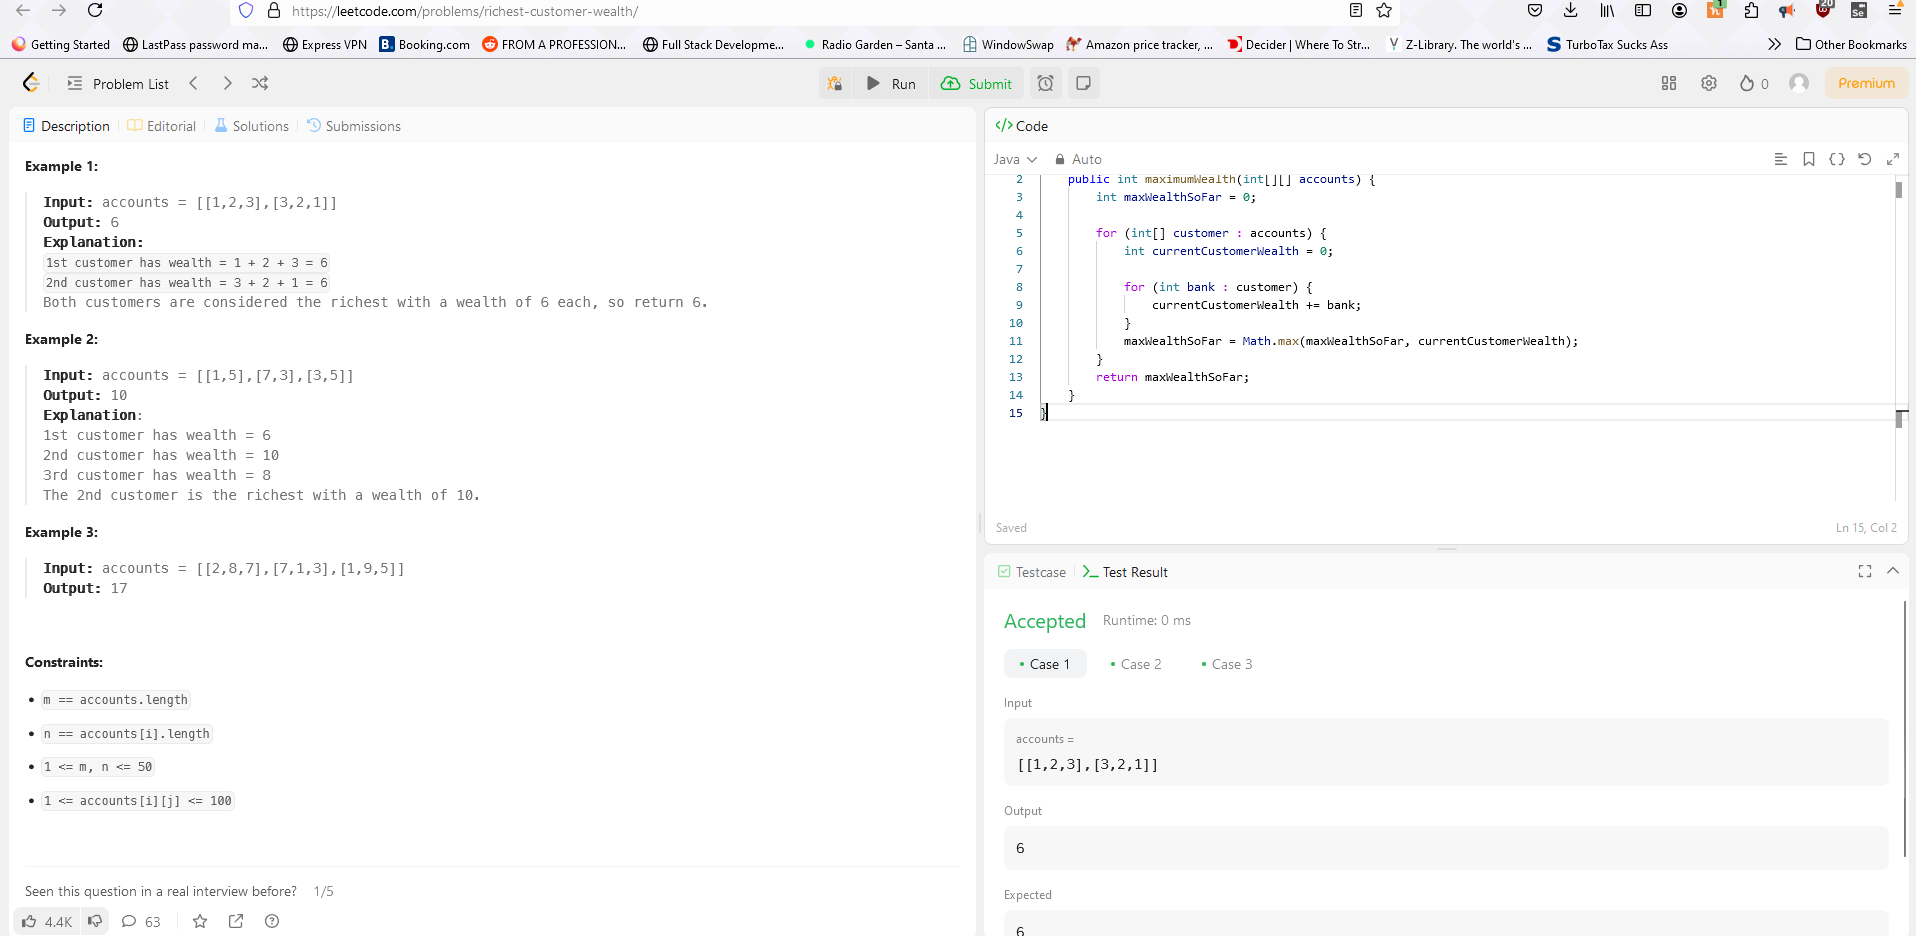 https://leetcode.com/problems/richest-customer-wealth/
1
20
Se
Getting Started
LastPass password ma...
Express VPN
B. Booking.com
FROM A PROFESSION...
Full Stack Developme...
Radio Garden – Santa ...
WindowSwap
Amazon price tracker, ...
Decider | Where To Str...
Z-Library. The world's ...
S TurboTax Sucks Ass
Other Bookmarks
Problem List
Run
Submit
0
Premium
Description
Editorial
Solutions
Submissions
Example 1:
Input: accounts = [[1,2,3],[3,2,1]]
Output: 6
Explanation:
1st customer has wealth = 1 + 2 + 3 = 6
2nd customer has wealth = 3 + 2 + 1 = 6
Both customers are considered the richest with a wealth of 6 each, so return 6.
Example 2:
Input: accounts = [[1,5],[7,3],[3,5]]
Output: 10
Explanation:
1st customer has wealth = 6
2nd customer has wealth = 10
3rd customer has wealth = 8
The 2nd customer is the richest with a wealth of 10.
Example 3:
Input: accounts = [[2,8,7],[7,1,3],[1,9,5]]
Output: 17
Constraints:
• m == accounts.length
• n == accounts[i].length
• 1 <= m, n <= 50
• 1 <= accounts[i][j] <= 100
Seen this question in a real interview before? 1/5
4.4K
63
</> Code
Java
Auto
2 public int maximumWealth(int[][] accounts) {
3 int maxWealthSoFar = 0;
4
5 for (int[] customer : accounts) {
6 int currentCustomerWealth = 0;
7
8 for (int bank : customer) {
9 currentCustomerWealth += bank;
10 }
11 maxWealthSoFar = Math.max(maxWealthSoFar, currentCustomerWealth);
12 }
13 return maxWealthSoFar;
14 }
15 }
Saved
Ln 15, Col 2
Testcase
Test Result
Accepted
Runtime: 0 ms
• Case 1
• Case 2
• Case 3
Input
accounts =
[[1,2,3],[3,2,1]]
Output
6
Expected
6